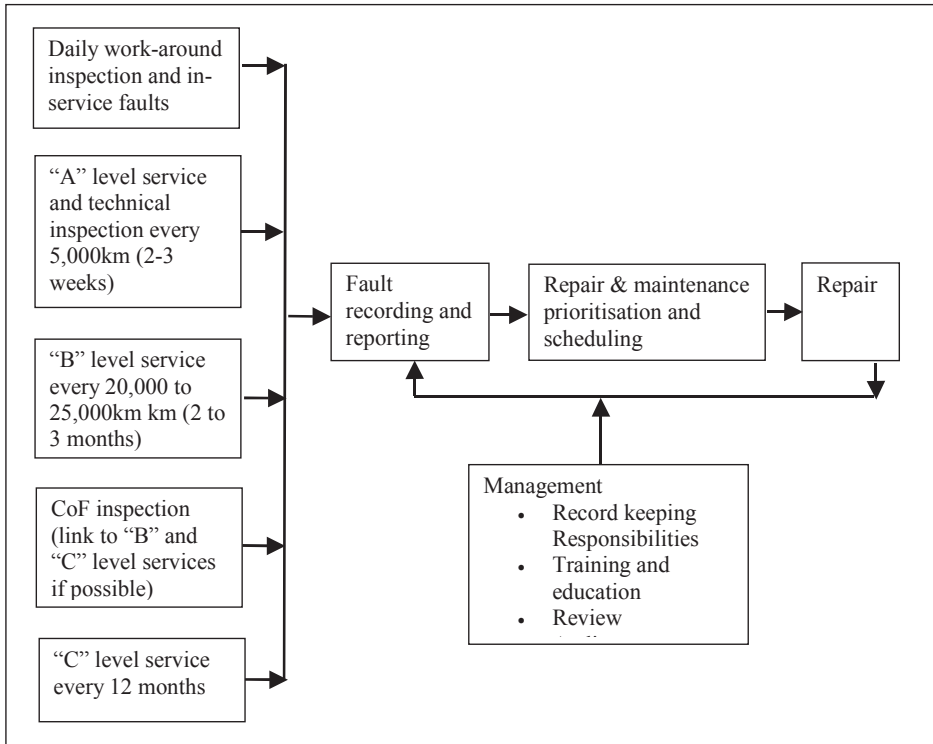 Daily work-around
inspection and in-
service faults
“A” level service
and technical
inspection every
5,000km (2-3
weeks)
“B” level service
every 20,000 to
25,000km km (2 to
3 months)
CoF inspection
(link to “B” and
“C” level services
if possible)
“C” level service
every 12 months
Fault
recording and
reporting
Repair & maintenance
prioritisation and
scheduling
Repair
Management
• Record keeping
Responsibilities
• Training and
education
• Review